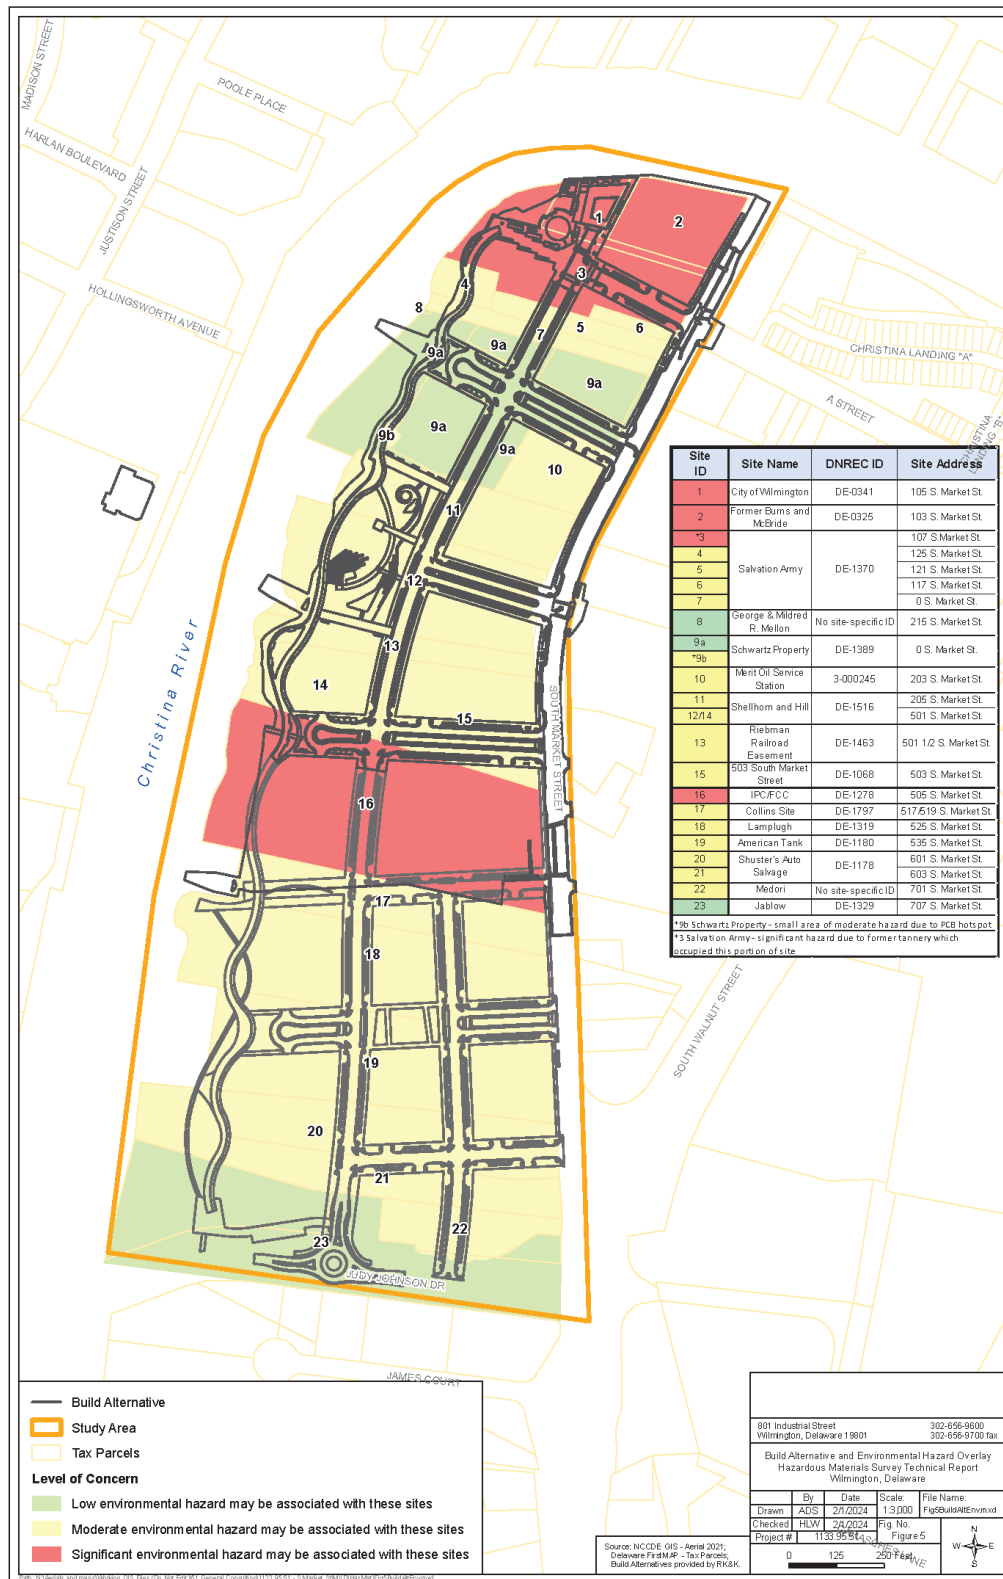 MADISON STREET
POOLE PLACE
HARLAN BOULEVARD
JUSTISON STREET
HOLLINGSWORTH AVENUE
1
2
3
4
8
7
5
6
CHRISTINA LANDING "A"
9a
9a
9a
A STREET
9b
9a
9a
10
CHRISTINA LANDING "B"
11
12
13
Christina River
14
15
SOUTH MARKET STREET
16
17
18
SOUTH WALNUT STREET
19
20
21
22
23
JUDY JOHNSON DR
JAMES COURT
Site ID Site Name DNREC ID Site Address
1 City of Wilmington DE-0341 105 S. Market St.
2 Former Burns and McBride DE-0325 103 S. Market St.
*3 Salvation Army DE-1370 107 S.Market St.
4 125 S. Market St.
5 121 S. Market St.
6 117 S. Market St.
7 0 S. Market St.
8 George & Mildred R. Mellon No site-specific ID 215 S. Market St.
9a Schwartz Property DE-1389 0 S. Market St.
*9b
10 Merit Oil Service Station 3-000245 203 S. Market St.
11 Shellhorn and Hill DE-1516 205 S. Market St.
12/14 501 S. Market St.
13 Riebman Railroad Easement DE-1463 501 1/2 S. Market St.
15 503 South Market Street DE-1068 503 S. Market St.
16 IPC/FCC DE-1278 505 S. Market St.
17 Collins Site DE-1797 517/519 S. Market St.
18 Lamplugh DE-1319 525 S. Market St.
19 American Tank DE-1180 535 S. Market St.
20 Shuster's Auto Salvage DE-1178 601 S. Market St.
21 603 S. Market St.
22 Medori No site-specific ID 701 S. Market St.
23 Jablow DE-1329 707 S. Market St.
*9b Schwartz Property - small area of moderate hazard due to PCB hotspot
*3 Salvation Army - significant hazard due to former tannery which
occupied this portion of site
Build Alternative
Study Area
Tax Parcels
Level of Concern
Low environmental hazard may be associated with these sites
Moderate environmental hazard may be associated with these sites
Significant environmental hazard may be associated with these sites
Source: NCCDE GIS - Aerial 2021;
Delaware FirstMAP - Tax Parcels;
Build Alternatives provided by RK&K.
801 Industrial Street 302-656-9600
Wilmington, Delaware 19801 302-656-9700 fax
Build Alternative and Environmental Hazard Overlay
Hazardous Materials Survey Technical Report
Wilmington, Delaware
By Date Scale: File Name:
Drawn ADS 2/1/2024 1:3,000 Fig5BuildAltEnv.mxd
Checked HLW 2/1/2024 Fig. No.
Project # 1133.95.51 Figure 5
0 125 250 Feet
N
W E
S